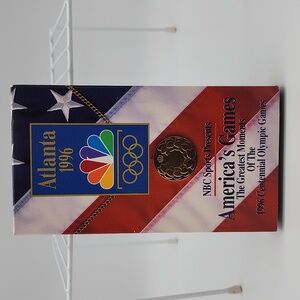 Atlanta
1996
NBC Sports Presents
America's Games
The Greatest Moments
Of The
1996 Centennial Olympic Games